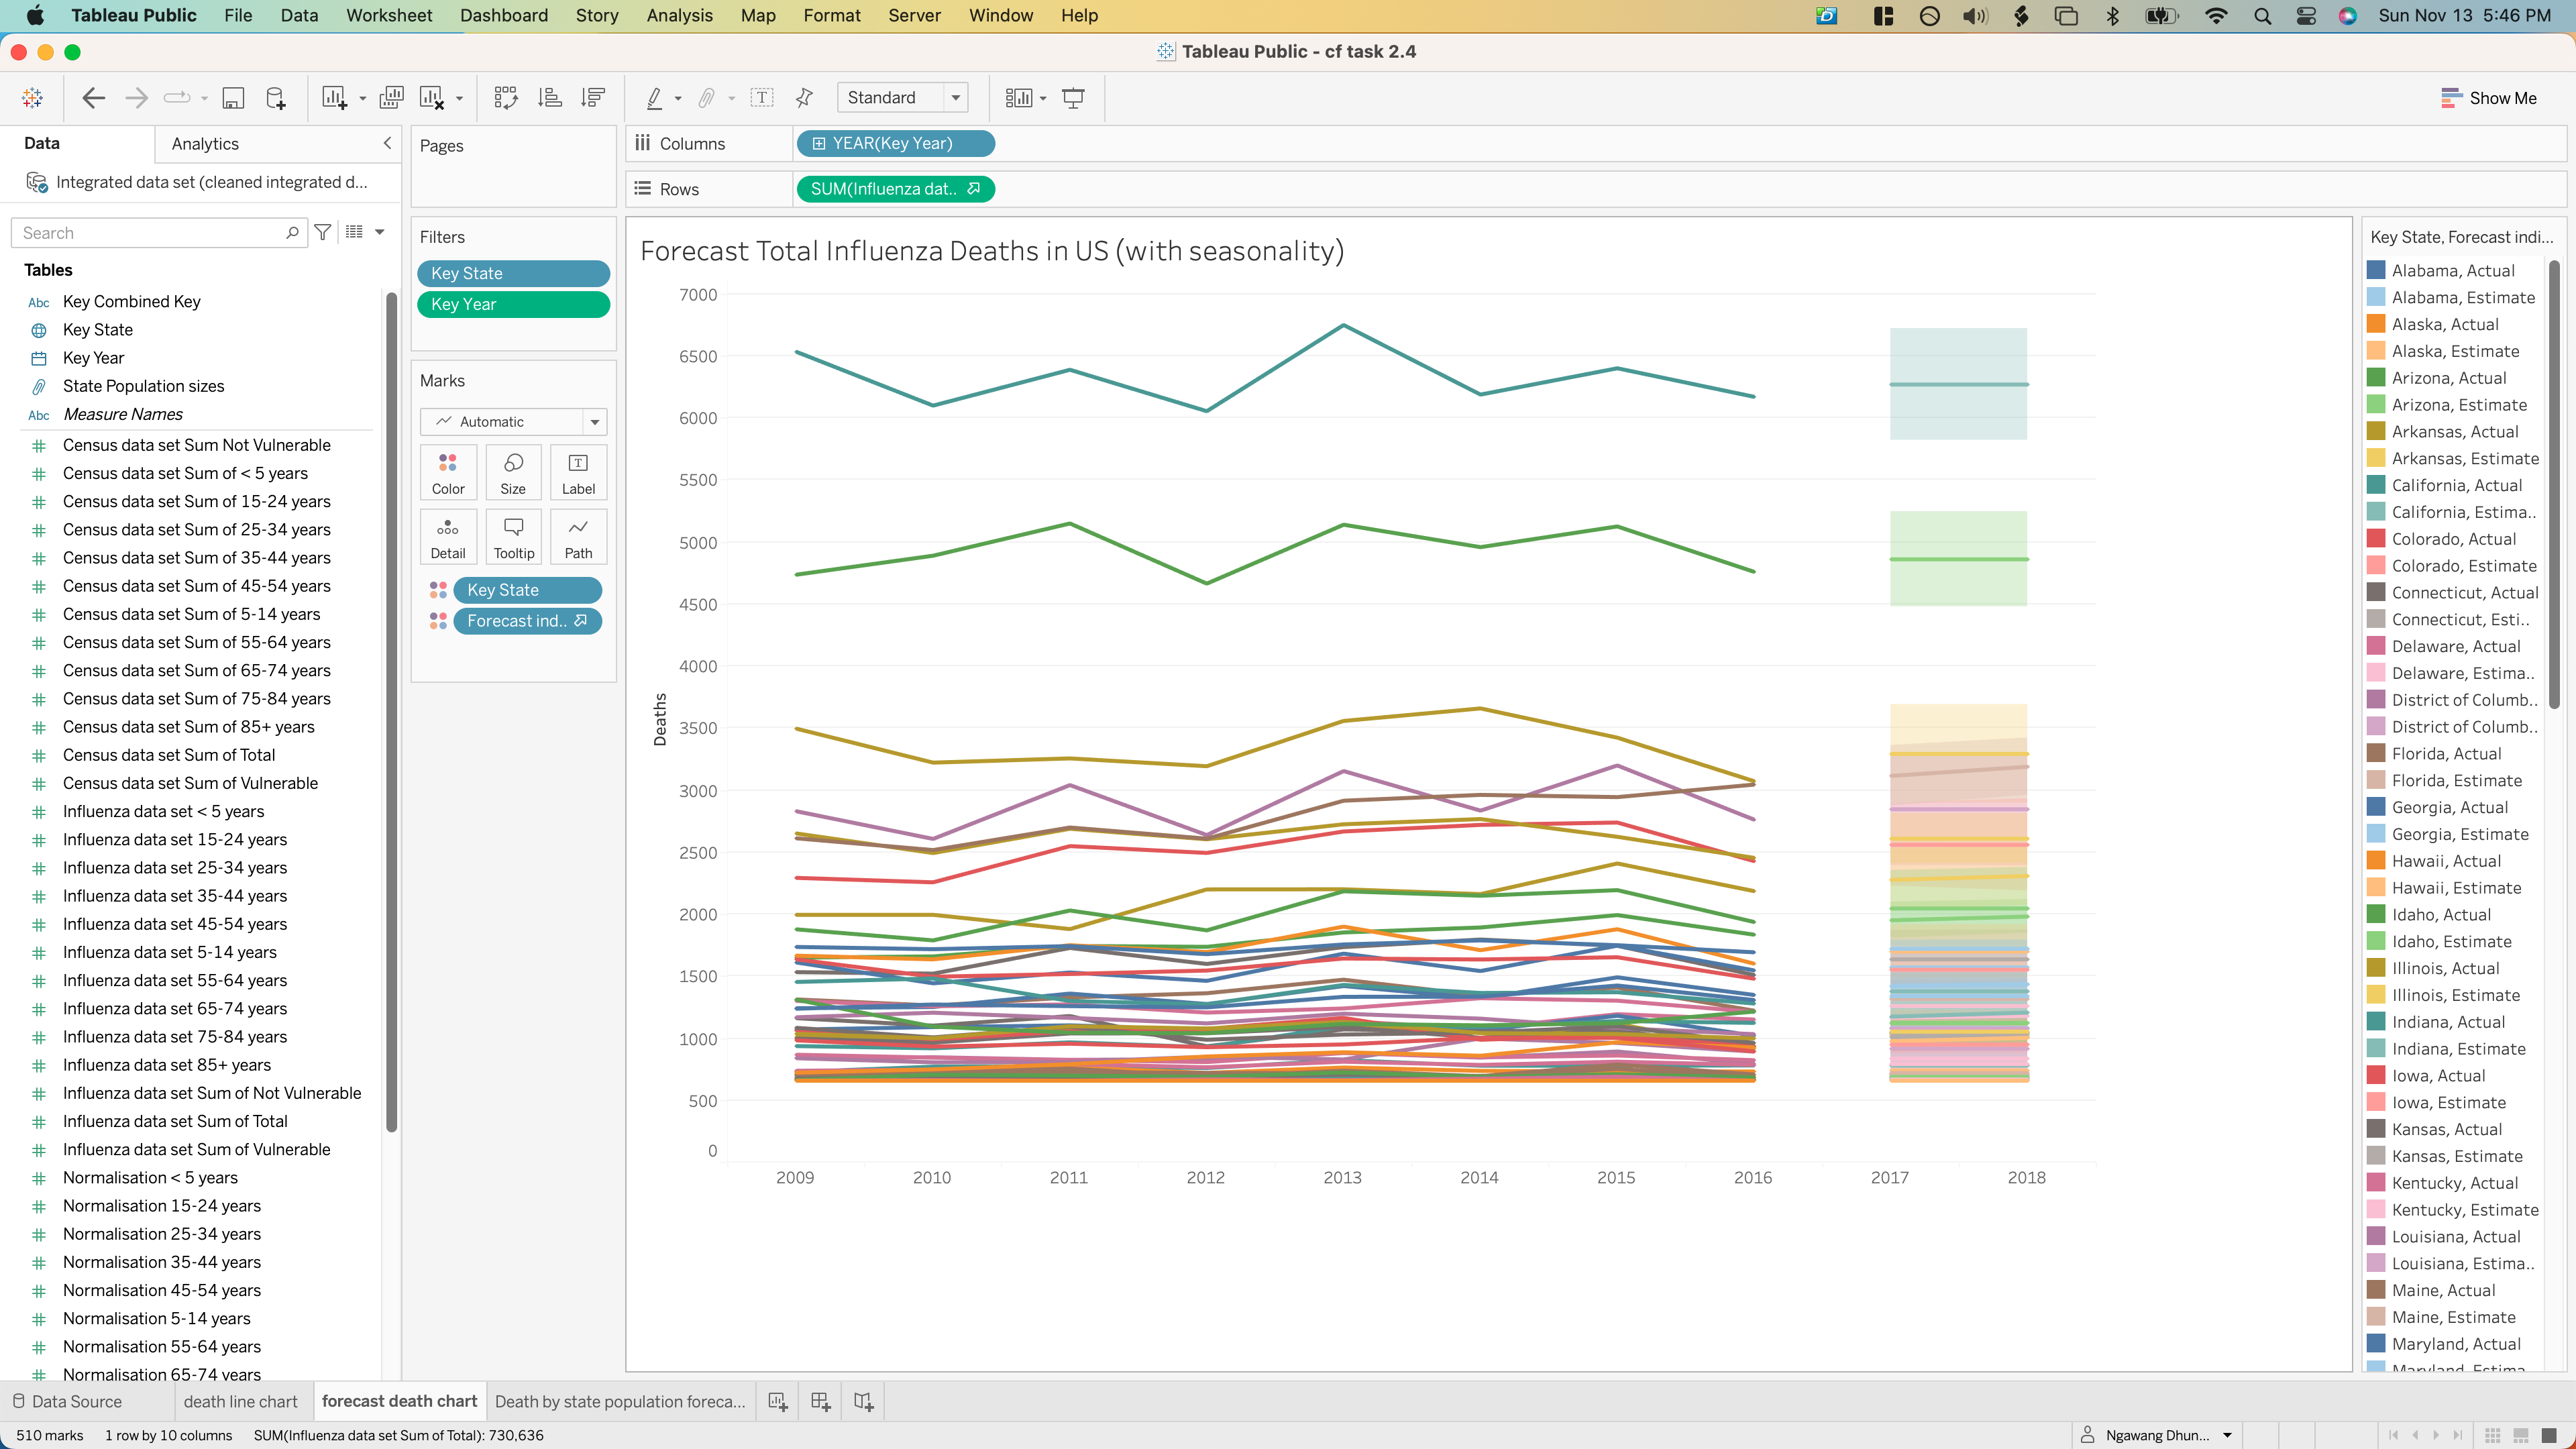 Tableau Public File Data Worksheet Dashboard Story Analysis Map Format Server Window Help Sun Nov 13 5:46 PM
Tableau Public - cf task 2.4
Standard
Show Me
Data Analytics
Integrated data set (cleaned integrated d...
Search
Tables
Abc Key Combined Key
Key State
Key Year
State Population sizes
Abc Measure Names
Census data set Sum Not Vulnerable
Census data set Sum of < 5 years
Census data set Sum of 15-24 years
Census data set Sum of 25-34 years
Census data set Sum of 35-44 years
Census data set Sum of 45-54 years
Census data set Sum of 5-14 years
Census data set Sum of 55-64 years
Census data set Sum of 65-74 years
Census data set Sum of 75-84 years
Census data set Sum of 85+ years
Census data set Sum of Total
Census data set Sum of Vulnerable
Influenza data set < 5 years
Influenza data set 15-24 years
Influenza data set 25-34 years
Influenza data set 35-44 years
Influenza data set 45-54 years
Influenza data set 5-14 years
Influenza data set 55-64 years
Influenza data set 65-74 years
Influenza data set 75-84 years
Influenza data set 85+ years
Influenza data set Sum of Not Vulnerable
Influenza data set Sum of Total
Influenza data set Sum of Vulnerable
Normalisation < 5 years
Normalisation 15-24 years
Normalisation 25-34 years
Normalisation 35-44 years
Normalisation 45-54 years
Normalisation 5-14 years
Normalisation 55-64 years
Normalisation 65-74 years
Pages
Filters
Key State
Key Year
Marks
Automatic
Color Size Label
Detail Tooltip Path
Key State
Forecast ind..
Columns YEAR(Key Year)
Rows SUM(Influenza dat..
Forecast Total Influenza Deaths in US (with seasonality)
7000
6500
6000
5500
5000
4500
4000
3500
3000
2500
2000
1500
1000
500
0
Deaths
2009 2010 2011 2012 2013 2014 2015 2016 2017 2018
Key State, Forecast indi...
Alabama, Actual
Alabama, Estimate
Alaska, Actual
Alaska, Estimate
Arizona, Actual
Arizona, Estimate
Arkansas, Actual
Arkansas, Estimate
California, Actual
California, Estima..
Colorado, Actual
Colorado, Estimate
Connecticut, Actual
Connecticut, Esti..
Delaware, Actual
Delaware, Estima..
District of Columb..
District of Columb..
Florida, Actual
Florida, Estimate
Georgia, Actual
Georgia, Estimate
Hawaii, Actual
Hawaii, Estimate
Idaho, Actual
Idaho, Estimate
Illinois, Actual
Illinois, Estimate
Indiana, Actual
Indiana, Estimate
Iowa, Actual
Iowa, Estimate
Kansas, Actual
Kansas, Estimate
Kentucky, Actual
Kentucky, Estimate
Louisiana, Actual
Louisiana, Estima..
Maine, Actual
Maine, Estimate
Maryland, Actual
Maryland, Estima..
Data Source death line chart forecast death chart Death by state population foreca...
510 marks 1 row by 10 columns SUM(Influenza data set Sum of Total): 730,636 Ngawang Dhun...